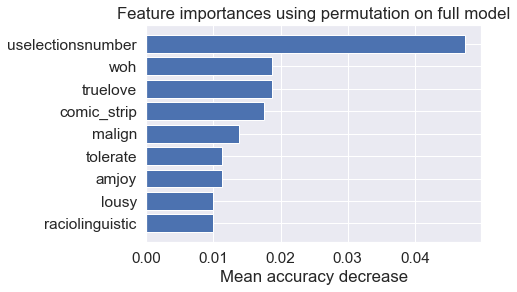 Feature importances using permutation on full model
uselectionsnumber
woh
truelove
comic_strip
malign
tolerate
amjoy
lousy
raciolinguistic
0.00 0.01 0.02 0.03 0.04
Mean accuracy decrease